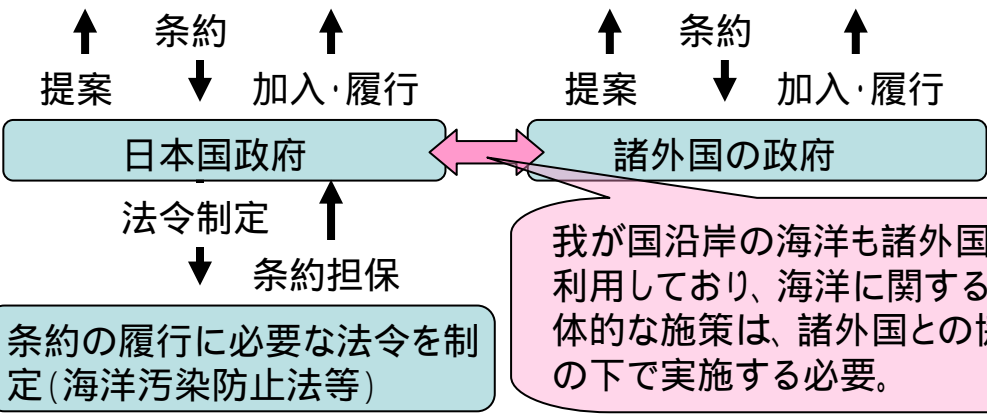 条約
条約
提案
加入・履行
提案
加入・履行
日本国政府
諸外国の政府
法令制定
条約担保
条約の履行に必要な法令を制
定(海洋汚染防止法等)
我が国沿岸の海洋も諸外国
利用しており、海洋に関する
体的な施策は、諸外国との
の下で実施する必要。